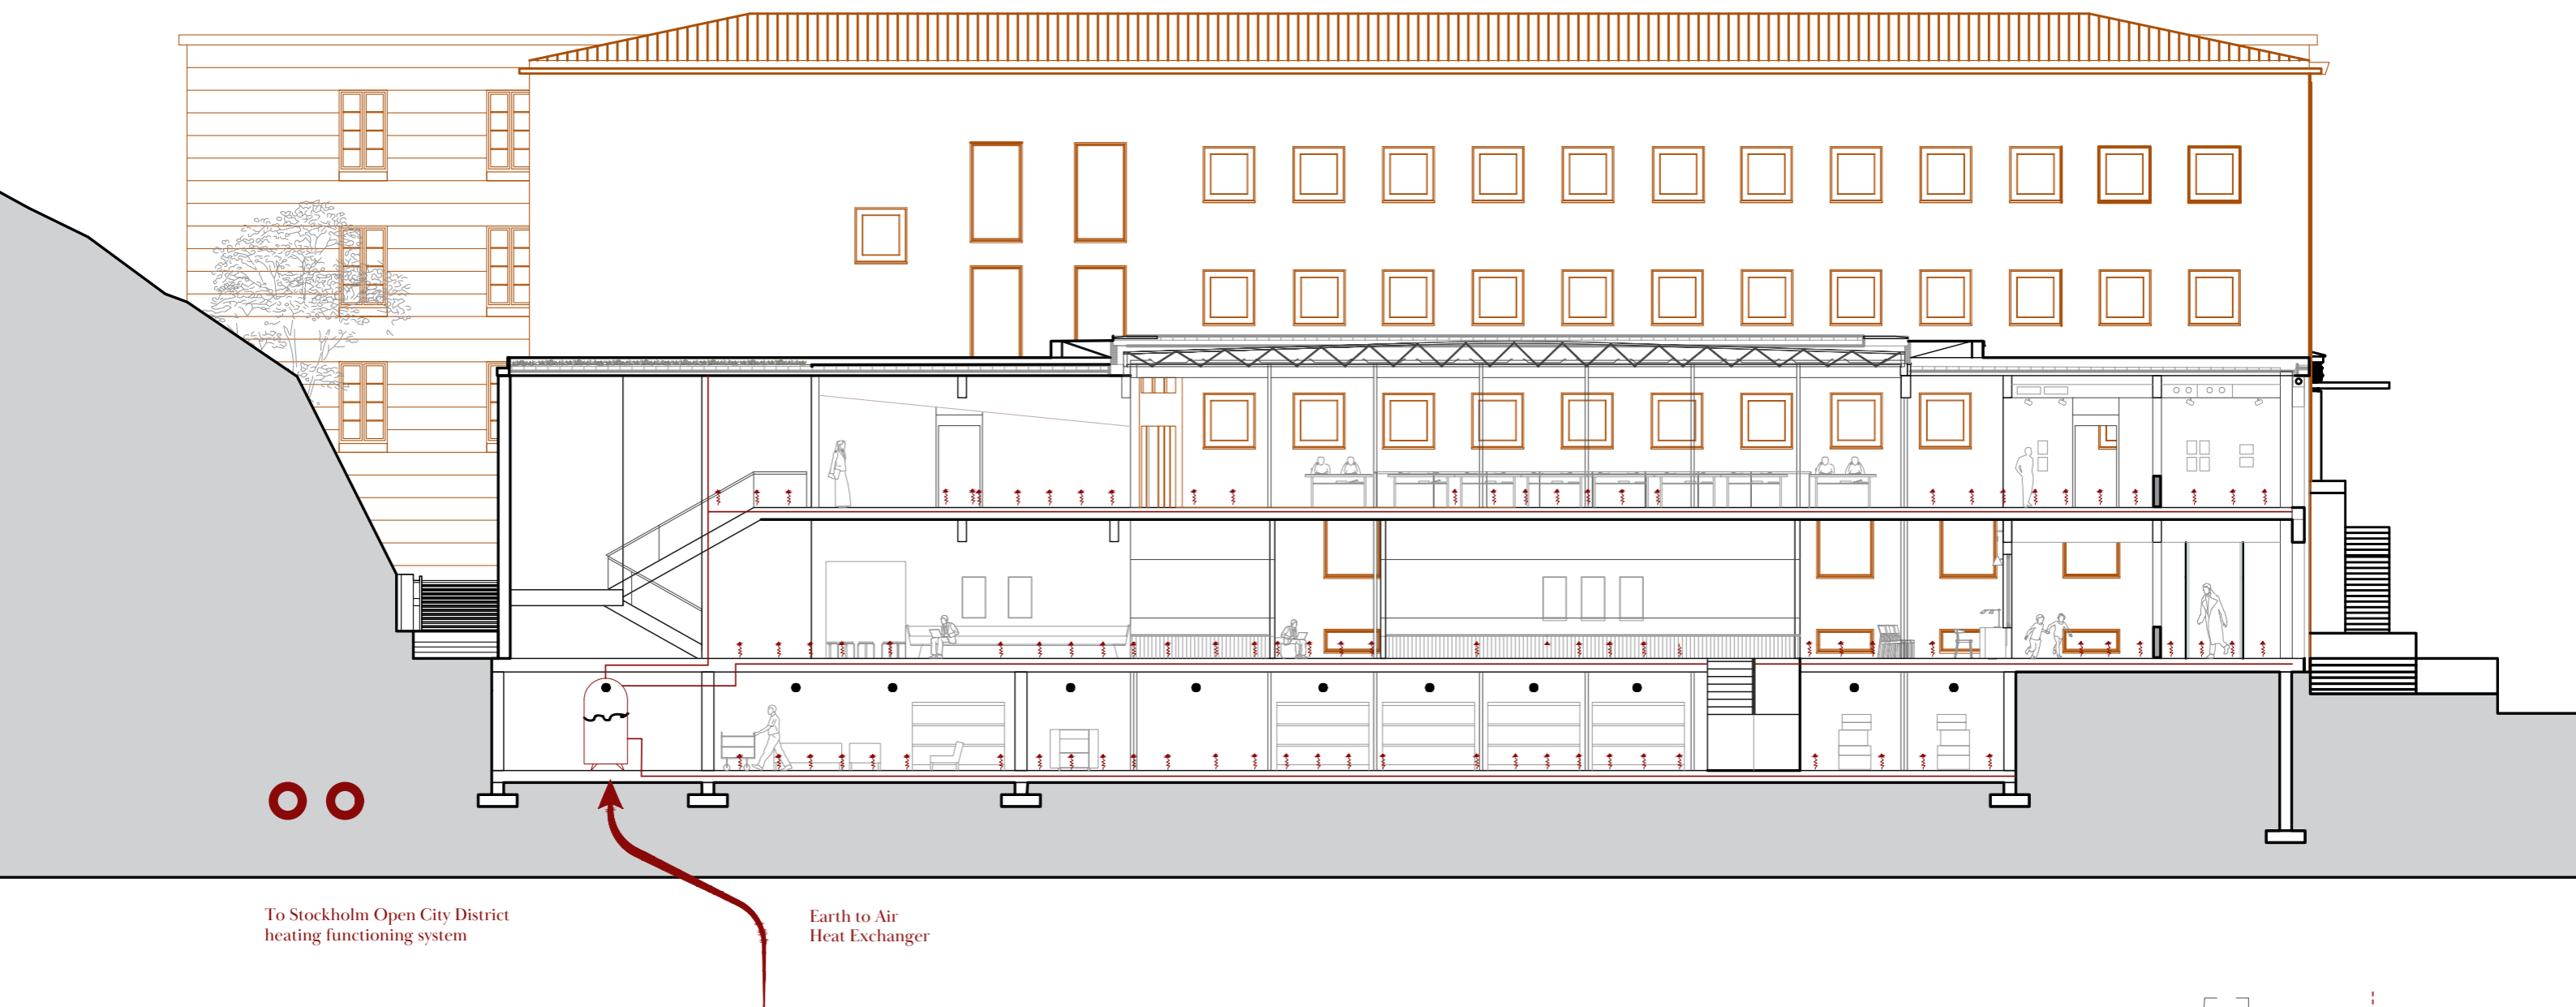 To Stockholm Open City District
heating functioning system
Earth to Air
Heat Exchanger